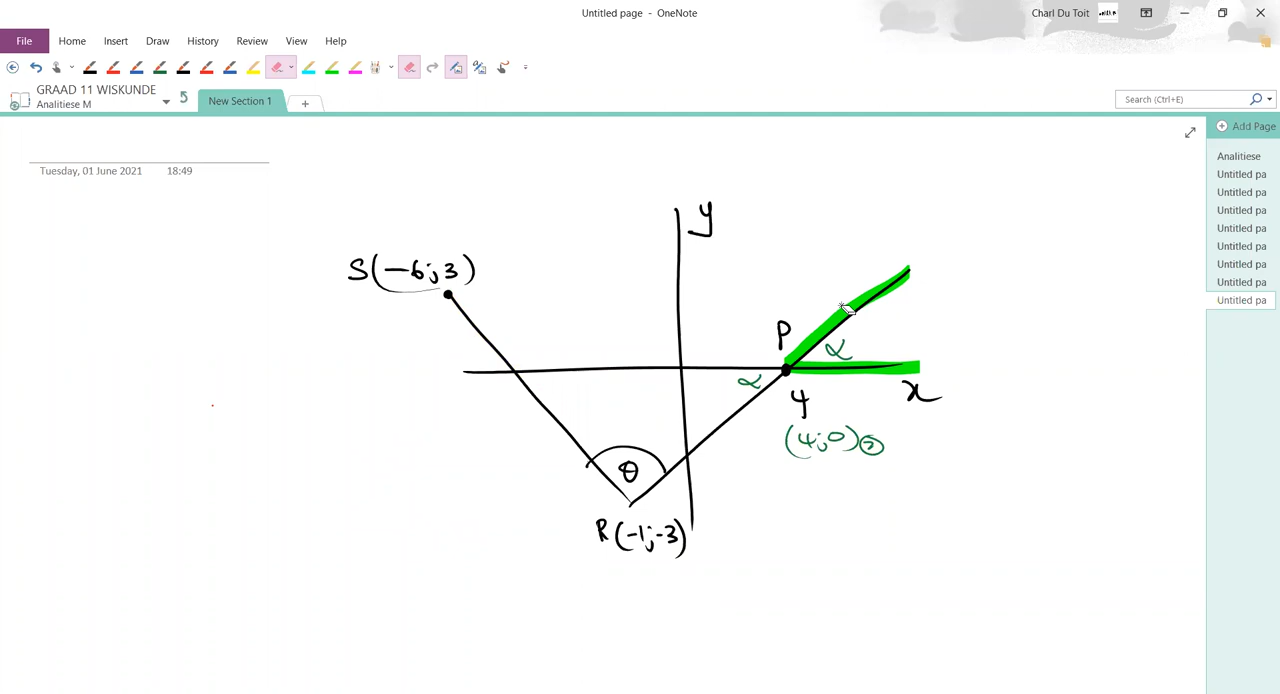 Untitled page - OneNote
Charl Du Toit
File Home Insert Draw History Review View Help
GRAAD 11 WISKUNDE
Analitiese M
New Section 1
+
Search (Ctrl+E)
Add Page
Analitiese
Untitled pa
Untitled pa
Untitled pa
Untitled pa
Untitled pa
Untitled pa
Untitled pa
Untitled pa
Tuesday, 01 June 2021 18:49
y
S(-6;3)
P
α
α
4
x
(4;0)②
θ
R(-1;-3)